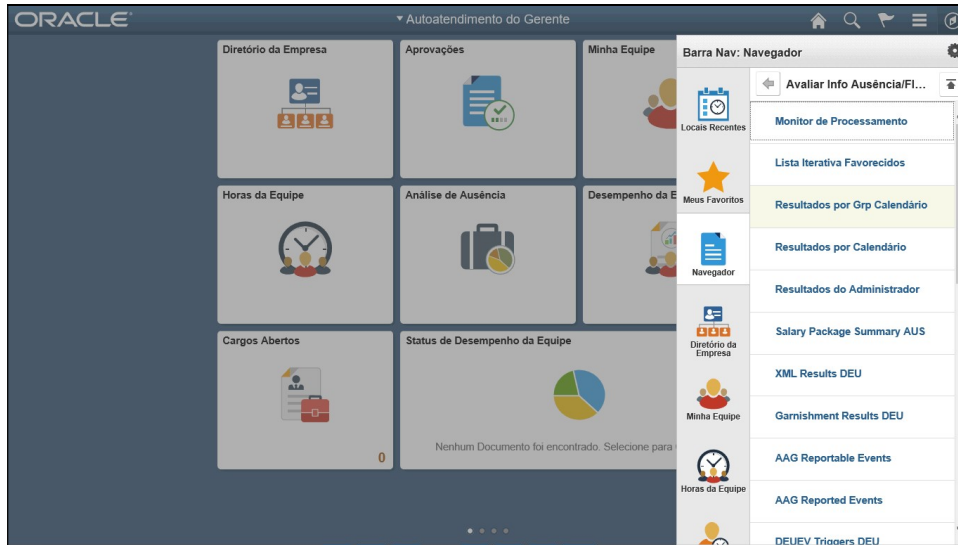 ORACLE
Autoatendimento do Gerente
Diretório da Empresa
Aprovações
Minha Equipe
Horas da Equipe
Análise de Ausência
Desempenho da E
Cargos Abertos
0
Status de Desempenho da Equipe
Nenhum Documento foi encontrado. Selecione para
Barra Nav: Navegador
Locais Recentes
Meus Favoritos
Navegador
Diretório da
Empresa
Minha Equipe
Horas da Equipe
Avaliar Info Ausência/Fl...
Monitor de Processamento
Lista Iterativa Favorecidos
Resultados por Grp Calendário
Resultados por Calendário
Resultados do Administrador
Salary Package Summary AUS
XML Results DEU
Garnishment Results DEU
AAG Reportable Events
AAG Reported Events
DEUEV Triggers DEU